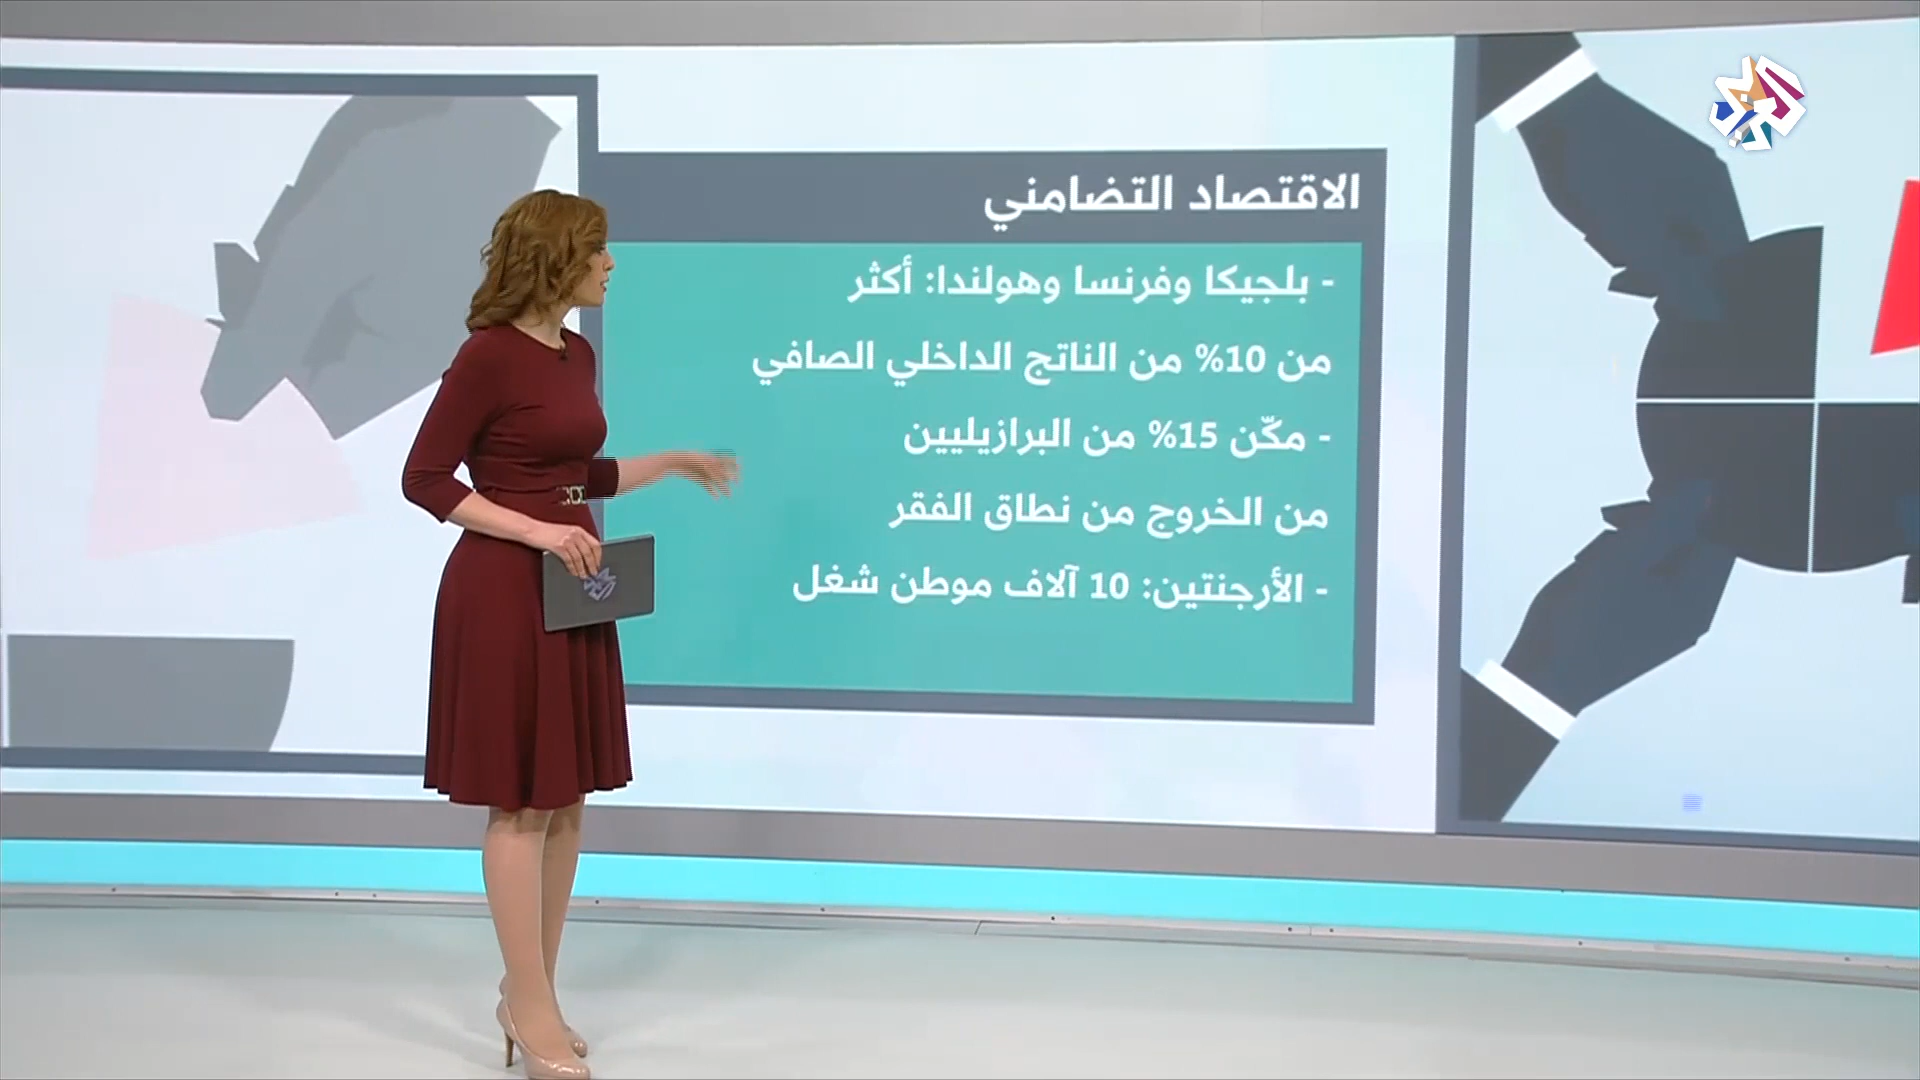 الاقتصاد التضامني
- بلجيكا وفرنسا وهولندا: أكثر
من 10% من الناتج الداخلي الصافي
- مكّن 15% من البرازيليين
من الخروج من نطاق الفقر
- الأرجنتين: 10 آلاف موطن شغل